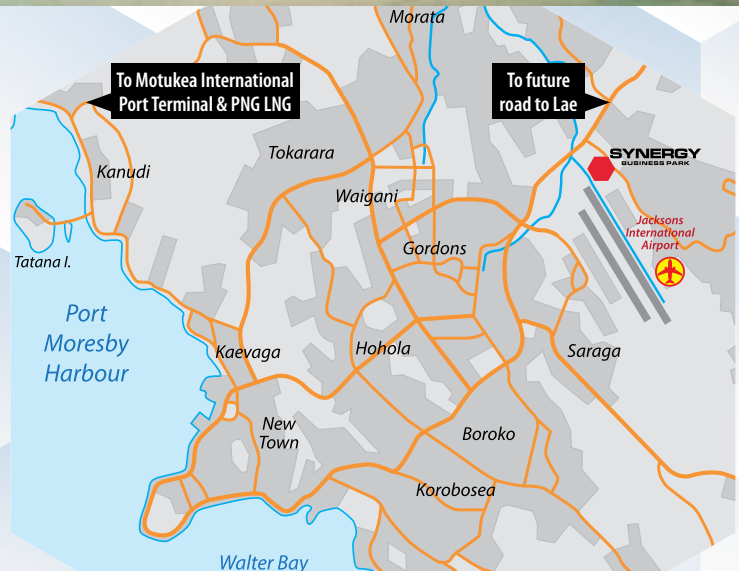 Morata
To Motukea International
Port Terminal & PNG LNG
To future
road to Lae
SYNERGY
BUSINESS PARK
Tokarara
Kanudi
Waigani
Jacksons
International
Airport
Gordons
Tatana I.
Port
Moresby
Harbour
Kaevaga
Hohola
Saraga
New
Town
Boroko
Korobosea
Walter Bay